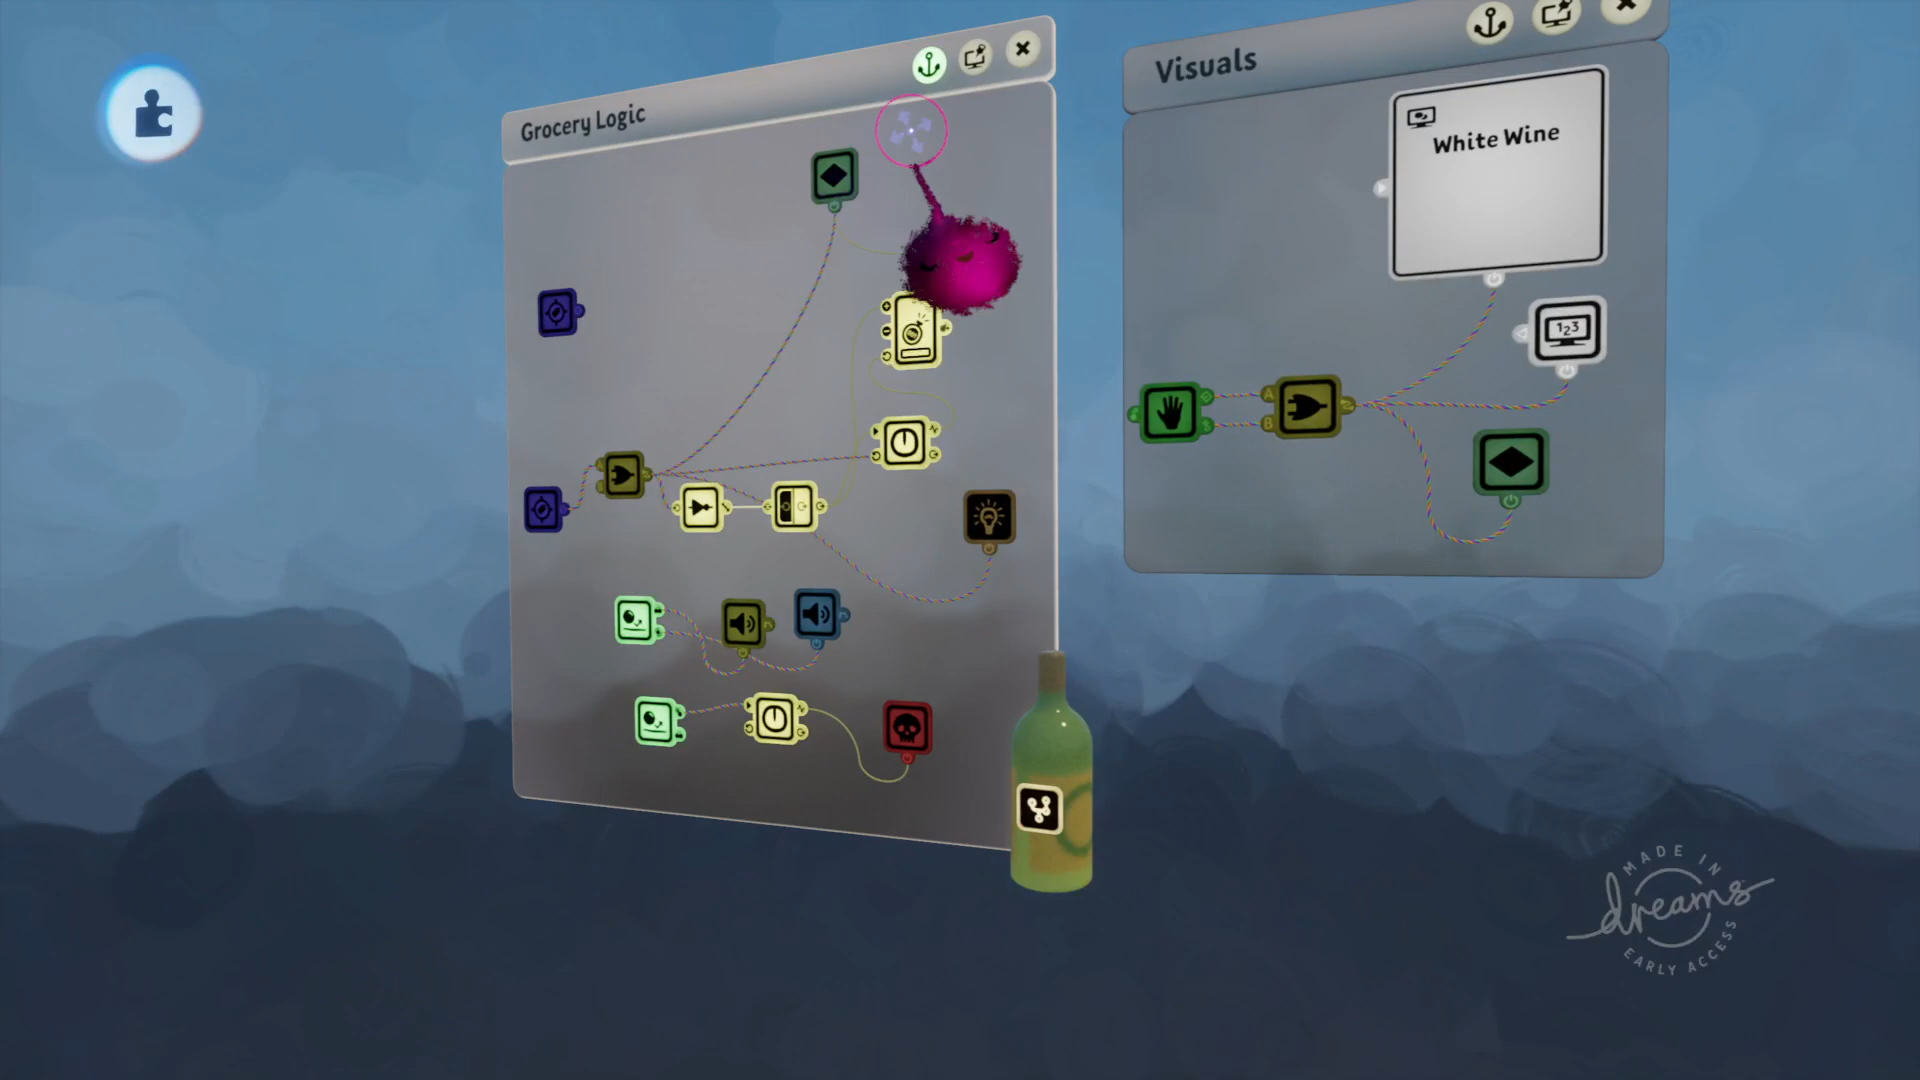 Grocery Logic
Visuals
White Wine
123
A
B
MADE IN
dreams
EARLY ACCESS